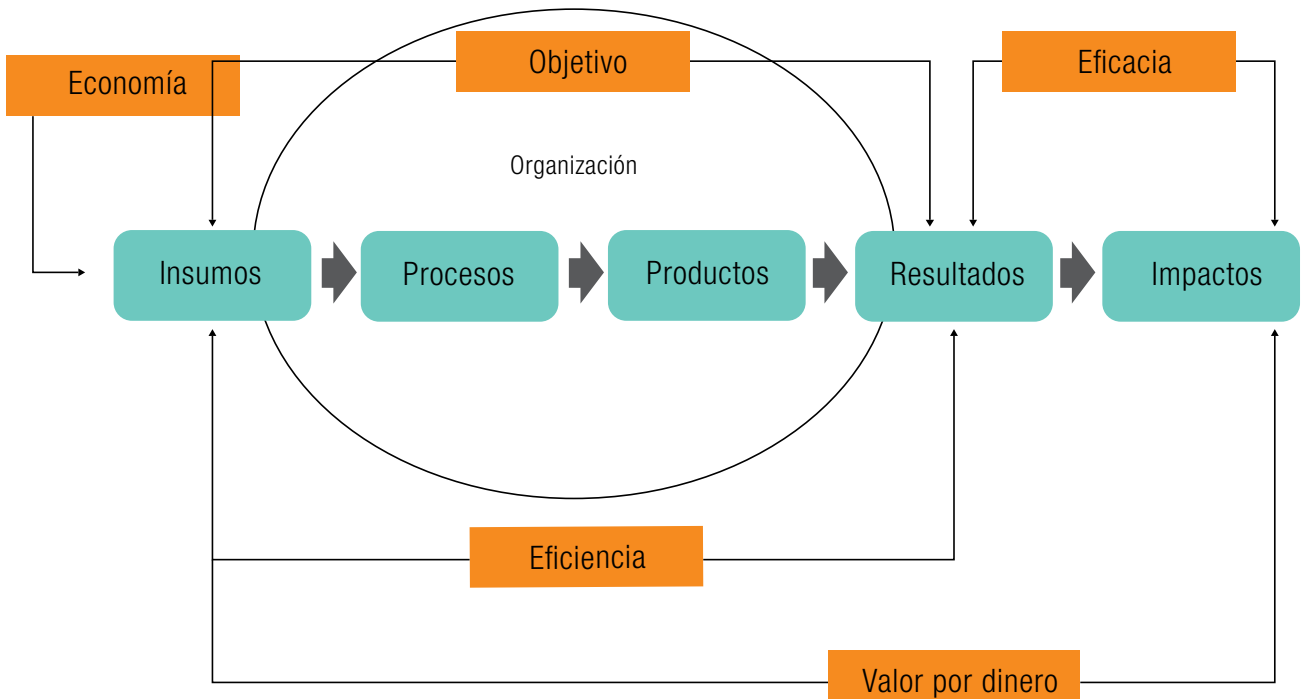 Objetivo
Eficacia
Economía
Organización
Insumos
Procesos
Productos
Resultados
Impactos
Eficiencia
Valor por dinero